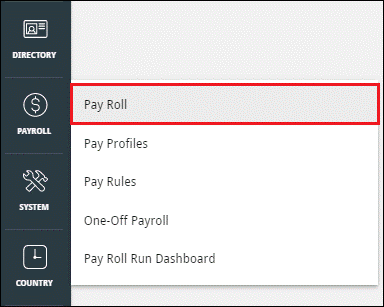 DIRECTORY
PAYROLL
SYSTEM
COUNTRY
Pay Roll
Pay Profiles
Pay Rules
One-Off Payroll
Pay Roll Run Dashboard